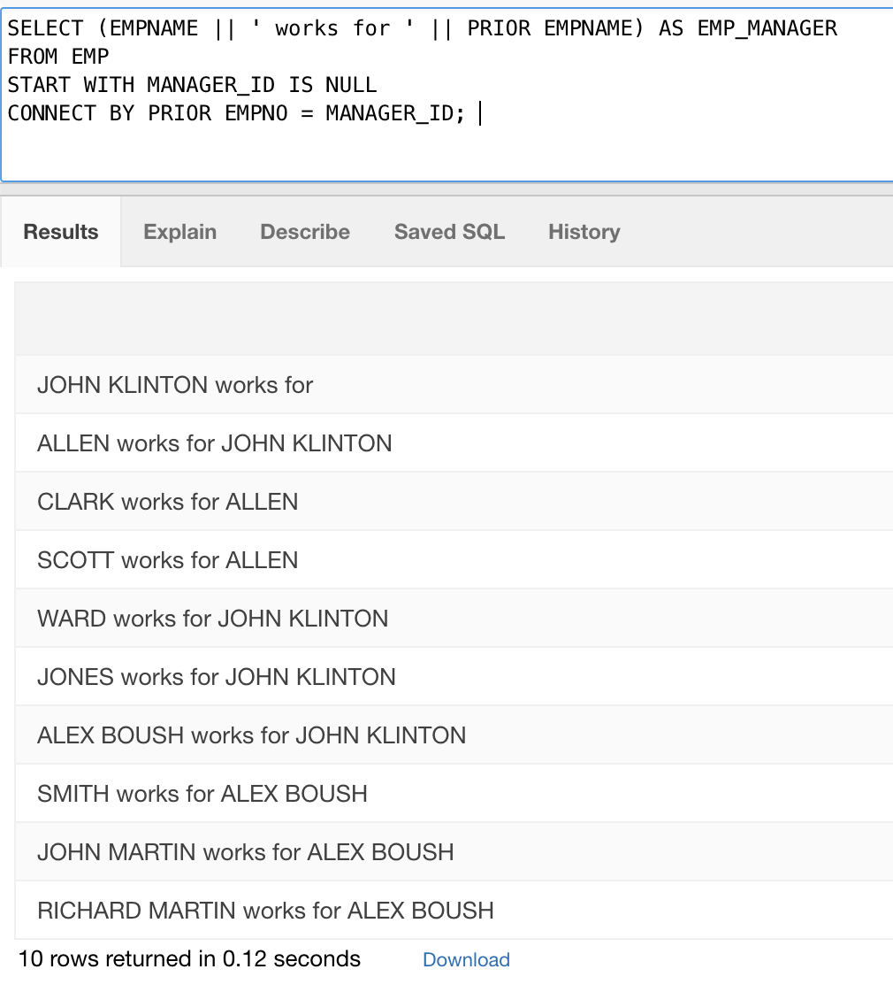 SELECT (EMPNAME || ' works for ' || PRIOR EMPNAME) AS EMP_MANAGER
FROM EMP
START WITH MANAGER_ID IS NULL
CONNECT BY PRIOR EMPNO = MANAGER_ID;
Results Explain Describe Saved SQL History
JOHN KLINTON works for
ALLEN works for JOHN KLINTON
CLARK works for ALLEN
SCOTT works for ALLEN
WARD works for JOHN KLINTON
JONES works for JOHN KLINTON
ALEX BOUSH works for JOHN KLINTON
SMITH works for ALEX BOUSH
JOHN MARTIN works for ALEX BOUSH
RICHARD MARTIN works for ALEX BOUSH
10 rows returned in 0.12 seconds Download